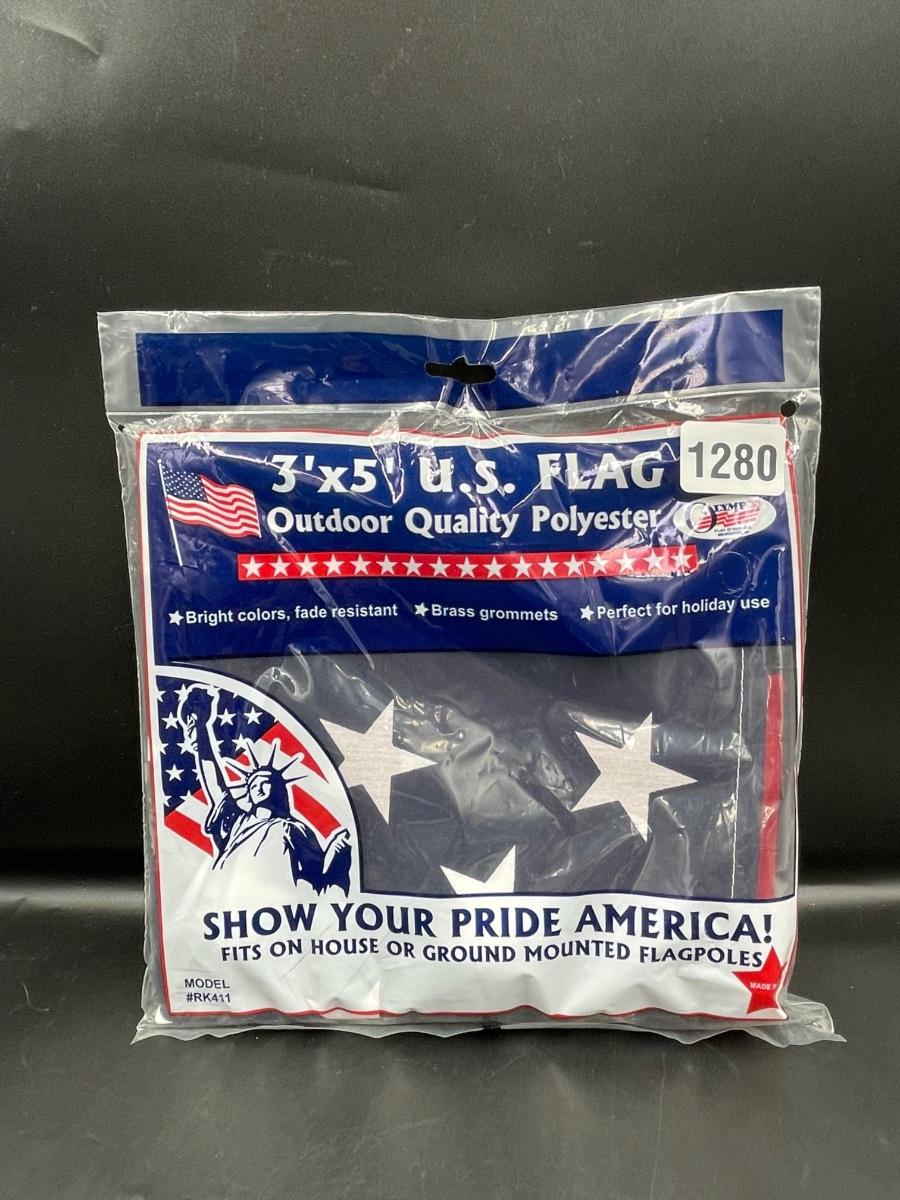 3'x5' U.S. FLAG
1280
Outdoor Quality Polyester
Bright colors, fade resistant
Brass grommets
Perfect for holiday use
SHOW YOUR PRIDE AMERICA!
FITS ON HOUSE OR GROUND MOUNTED FLAGPOLES
MODEL
#RK411
MADE